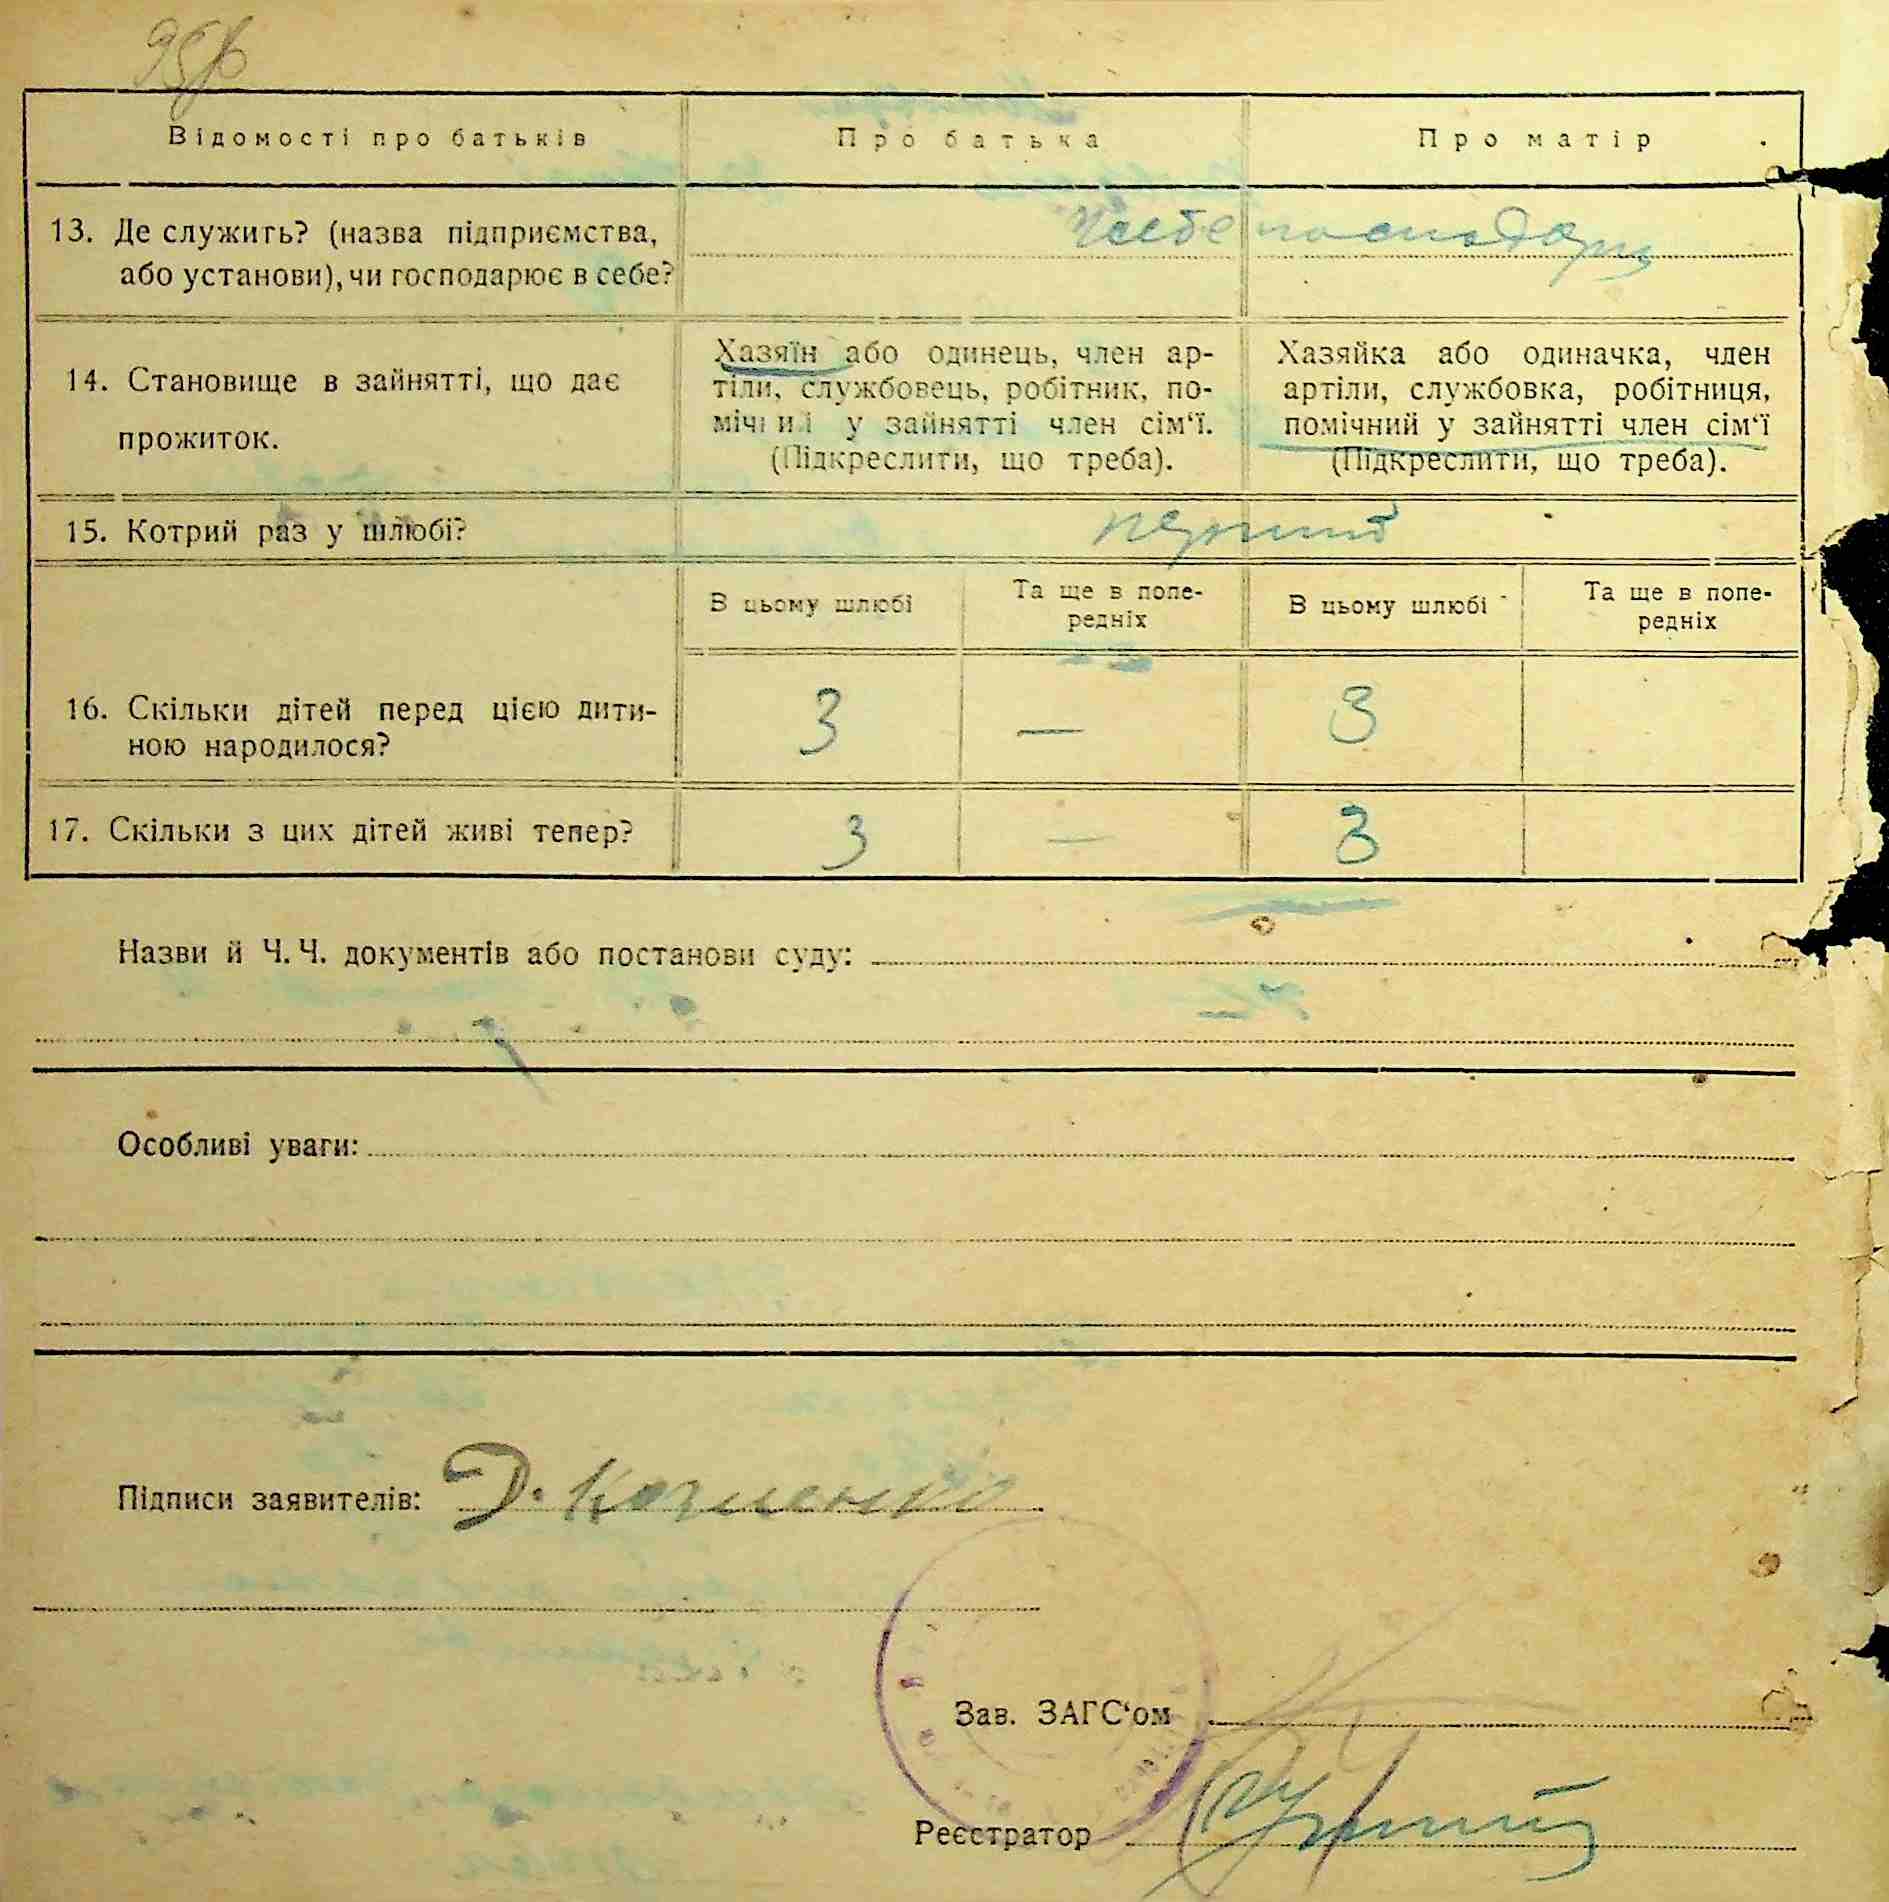 Відомості про батьків
Про батька
Про матір
13. Де служить? (назва підприємства,
або установи), чи господарює в себе?
у себе господарн
14. Становище в зайнятті, що дає
прожиток.
Хазяїн або одинець, член ар-
тіли, службовець, робітник, по-
мічний у зайнятті член сім‘ї.
(Підкреслити, що треба).
Хазяйка або одиначка, член
артіли, службовка, робітниця,
помічний у зайнятті член сім‘ї
(Підкреслити, що треба).
15. Котрий раз у шлюбі?
перший
В цьому шлюбі
Та ще в попе-
редніх
В цьому шлюбі
Та ще в попе-
редніх
16. Скільки дітей перед цією дити-
ною народилося?
3 — 3
17. Скільки з цих дітей живі тепер?
3 — 3
Назви й Ч. Ч. документів або постанови суду:
Особливі уваги:
Підписи заявителів: Д.
Зав. ЗАГС‘ом
Реєстратор